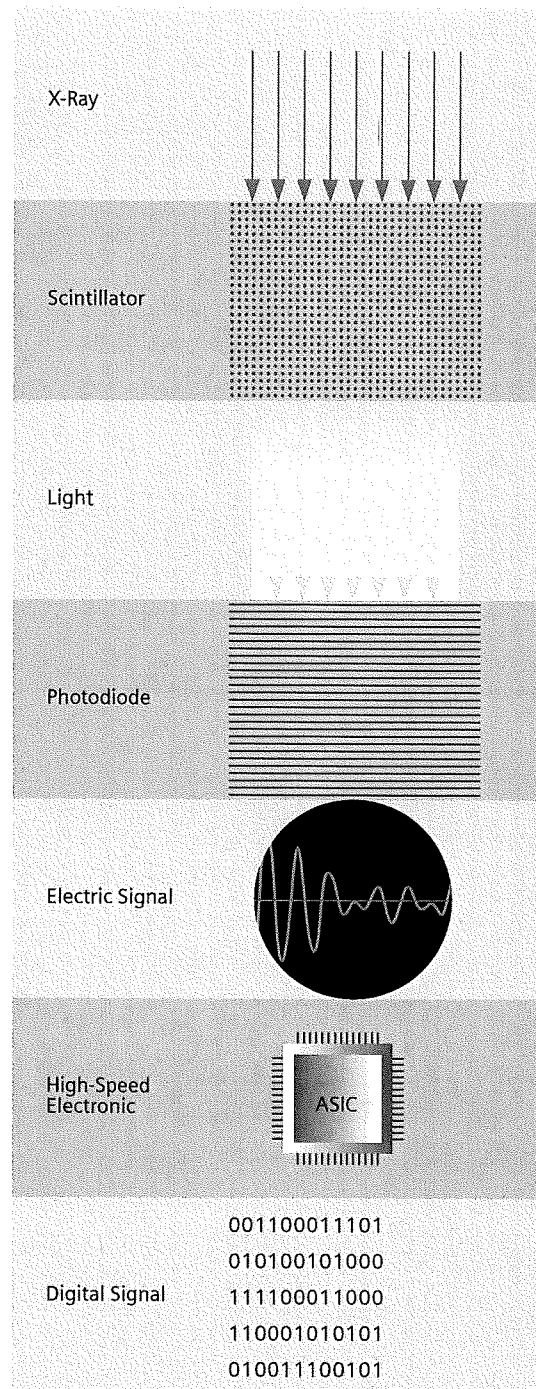 X-Ray
Scintillator
Light
Photodiode
Electric Signal
High-Speed
Electronic
ASIC
001100011101
010100101000
Digital Signal
111100011000
110001010101
010011100101